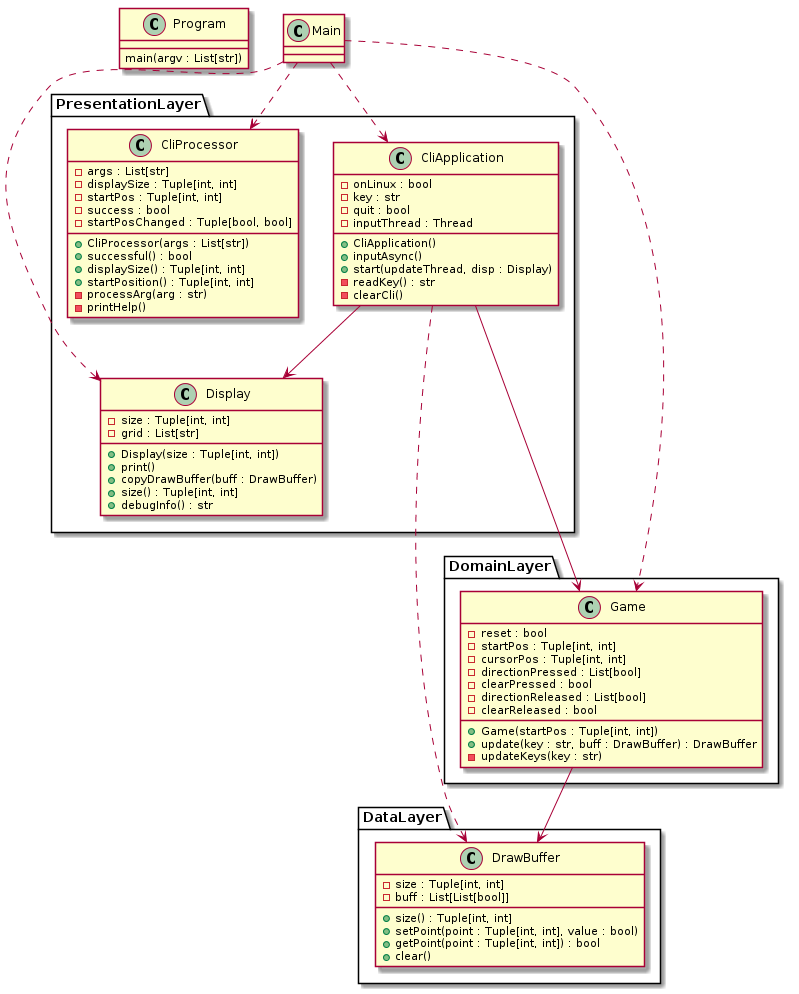 C Program
main(argv : List[str])
C Main
PresentationLayer
C CliProcessor
args : List[str]
displaySize : Tuple[int, int]
startPos : Tuple[int, int]
success : bool
startPosChanged : Tuple[bool, bool]
CliProcessor(args : List[str])
successful() : bool
displaySize() : Tuple[int, int]
startPosition() : Tuple[int, int]
processArg(arg : str)
printHelp()
C CliApplication
onLinux : bool
key : str
quit : bool
inputThread : Thread
CliApplication()
inputAsync()
start(updateThread, disp : Display)
readKey() : str
clearCli()
C Display
size : Tuple[int, int]
grid : List[str]
Display(size : Tuple[int, int])
print()
copyDrawBuffer(buff : DrawBuffer)
size() : Tuple[int, int]
debugInfo() : str
DomainLayer
C Game
reset : bool
startPos : Tuple[int, int]
cursorPos : Tuple[int, int]
directionPressed : List[bool]
clearPressed : bool
directionReleased : List[bool]
clearReleased : bool
Game(startPos : Tuple[int, int])
update(key : str, buff : DrawBuffer) : DrawBuffer
updateKeys(key : str)
DataLayer
C DrawBuffer
size : Tuple[int, int]
buff : List[List[bool]]
size() : Tuple[int, int]
setPoint(point : Tuple[int, int], value : bool)
getPoint(point : Tuple[int, int]) : bool
clear()